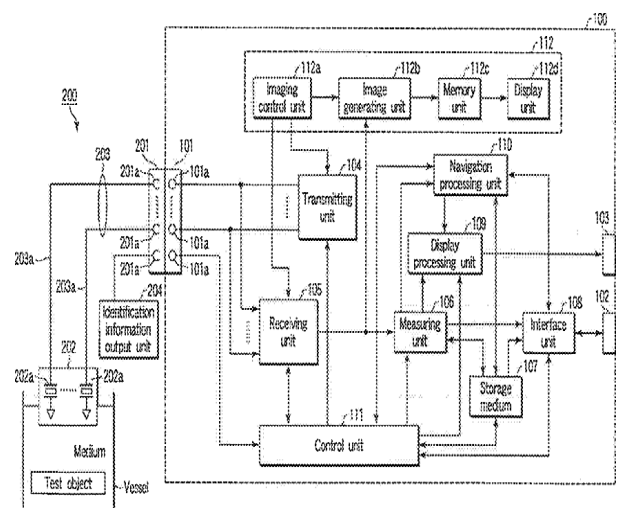 100
112
112a
112b
112c
112d
Imaging
control unit
Image
generating unit
Memory
unit
Display
unit
200
201
101
203
201a
101a
104
110
Transmitting
unit
Navigation
processing unit
109
Display
processing unit
103
201a
101a
201a
101a
203a
203a
204
Identification
information
output unit
105
Receiving
unit
106
Measuring
unit
108
Interface
unit
102
107
Storage
medium
202
202a
202a
111
Control unit
Medium
Test object
Vessel